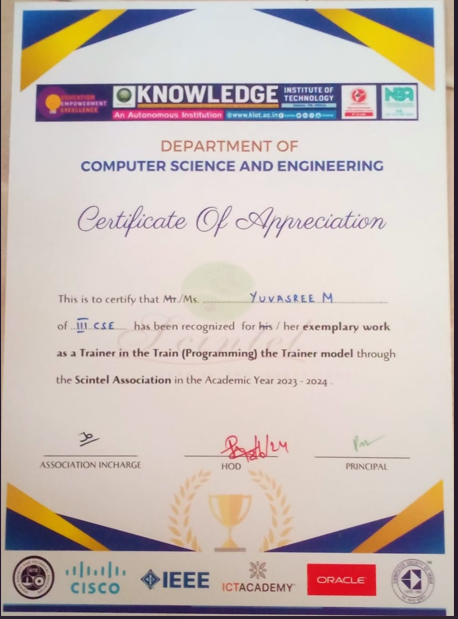 EDUCATION
EMPOWERMENT
EXCELLENCE
KNOWLEDGE INSTITUTE OF TECHNOLOGY
An Autonomous Institution www.kiot.ac.in
DEPARTMENT OF
COMPUTER SCIENCE AND ENGINEERING
Certificate Of Appreciation
This is to certify that Mr./Ms. YUVASREE M
of III CSE has been recognized for his / her exemplary work
as a Trainer in the Train (Programming) the Trainer model through
the Scintel Association in the Academic Year 2023 - 2024 .
Scintel
ASSOCIATION INCHARGE HOD PRINCIPAL
CISCO IEEE ICTACADEMY ORACLE